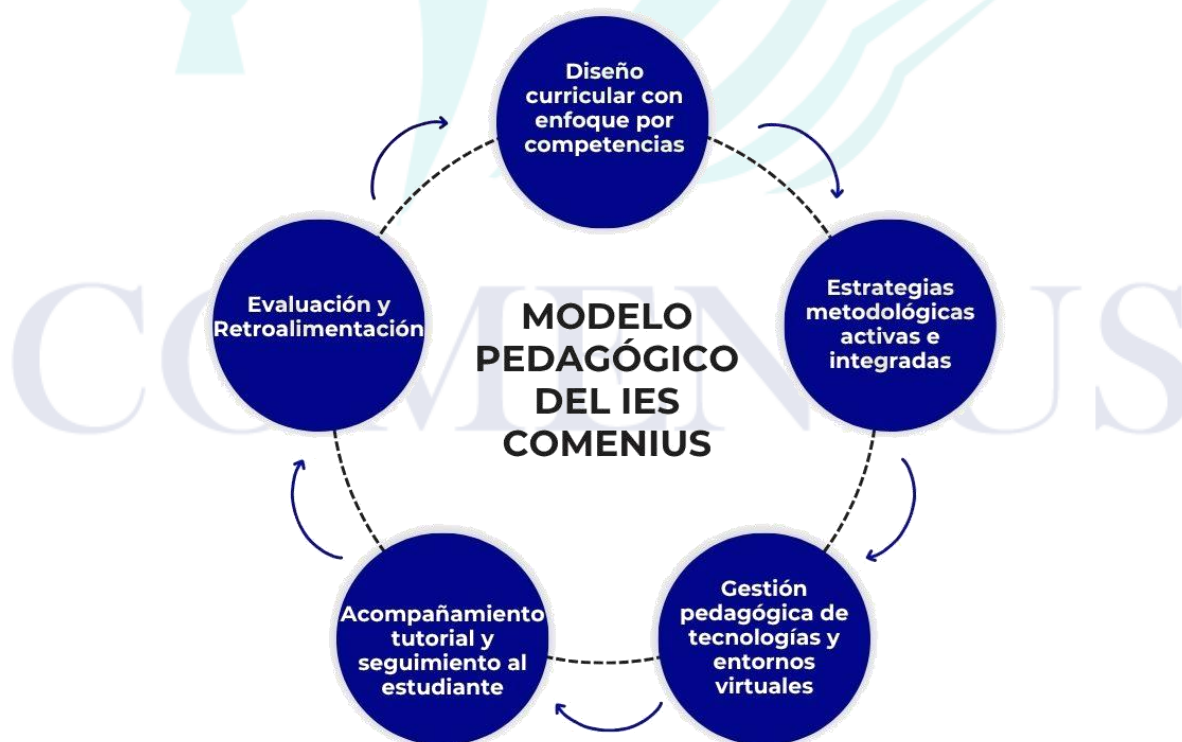 Diseño
curricular con
enfoque por
competencias
Estrategias
metodológicas
activas e
integradas
Gestión
pedagógica de
tecnologías y
entornos
virtuales
Acompañamiento
tutorial y
seguimiento al
estudiante
Evaluación y
Retroalimentación
MODELO
PEDAGÓGICO
DEL IES
COMENIUS
COMENIUS